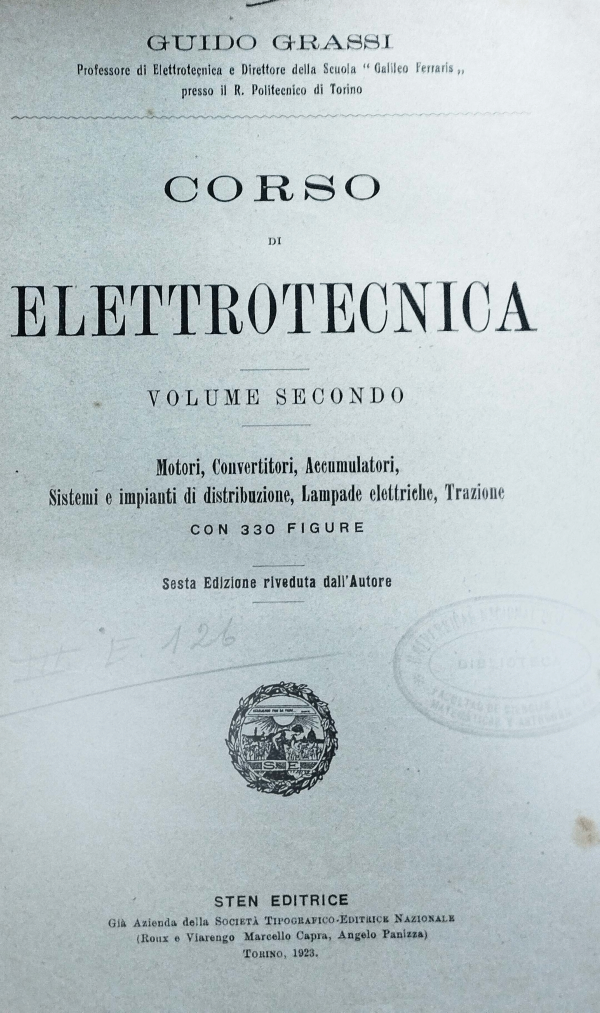 GUIDO GRASSI
Professore di Elettrotecnica e Direttore della Scuola “ Galileo Ferraris „
presso il R. Politecnico di Torino
CORSO
DI
ELETTROTECNICA
VOLUME SECONDO
Motori, Convertitori, Accumulatori,
Sistemi e impianti di distribuzione, Lampade elettriche, Trazione
CON 330 FIGURE
Sesta Edizione riveduta dall'Autore
126
BIBLIOTECA
S E
STEN EDITRICE
Già Azienda della SOCIETÀ TIPOGRAFICO-EDITRICE NAZIONALE
(Roux e Viarengo Marcello Capra, Angelo Panizza)
TORINO, 1923.